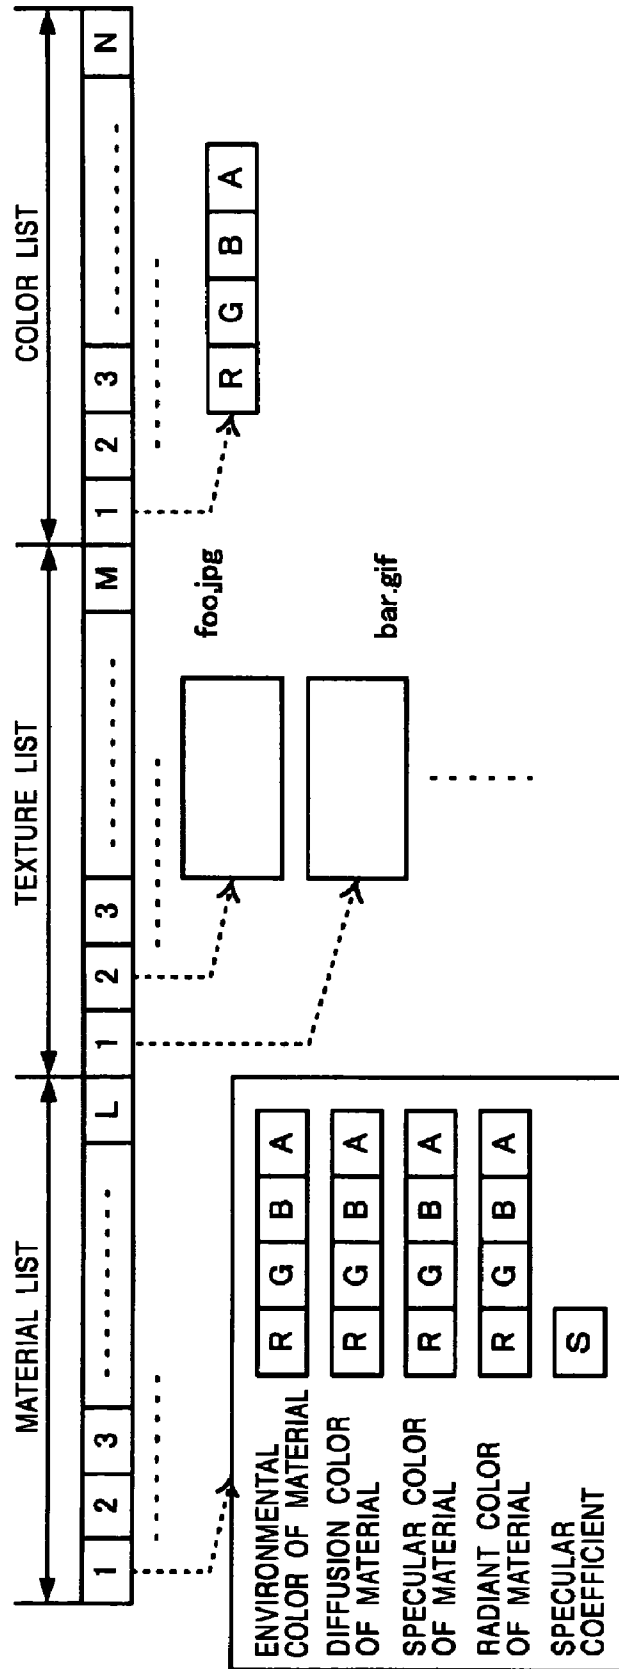 MATERIAL LIST
TEXTURE LIST
COLOR LIST
1 2 3 ........ L 1 2 3 ........ M 1 2 3 ........ N
ENVIRONMENTAL
COLOR OF MATERIAL
R G B A
DIFFUSION COLOR
OF MATERIAL
R G B A
SPECULAR COLOR
OF MATERIAL
R G B A
RADIANT COLOR
OF MATERIAL
R G B A
SPECULAR
COEFFICIENT
S
foo.jpg
bar.gif
R G B A